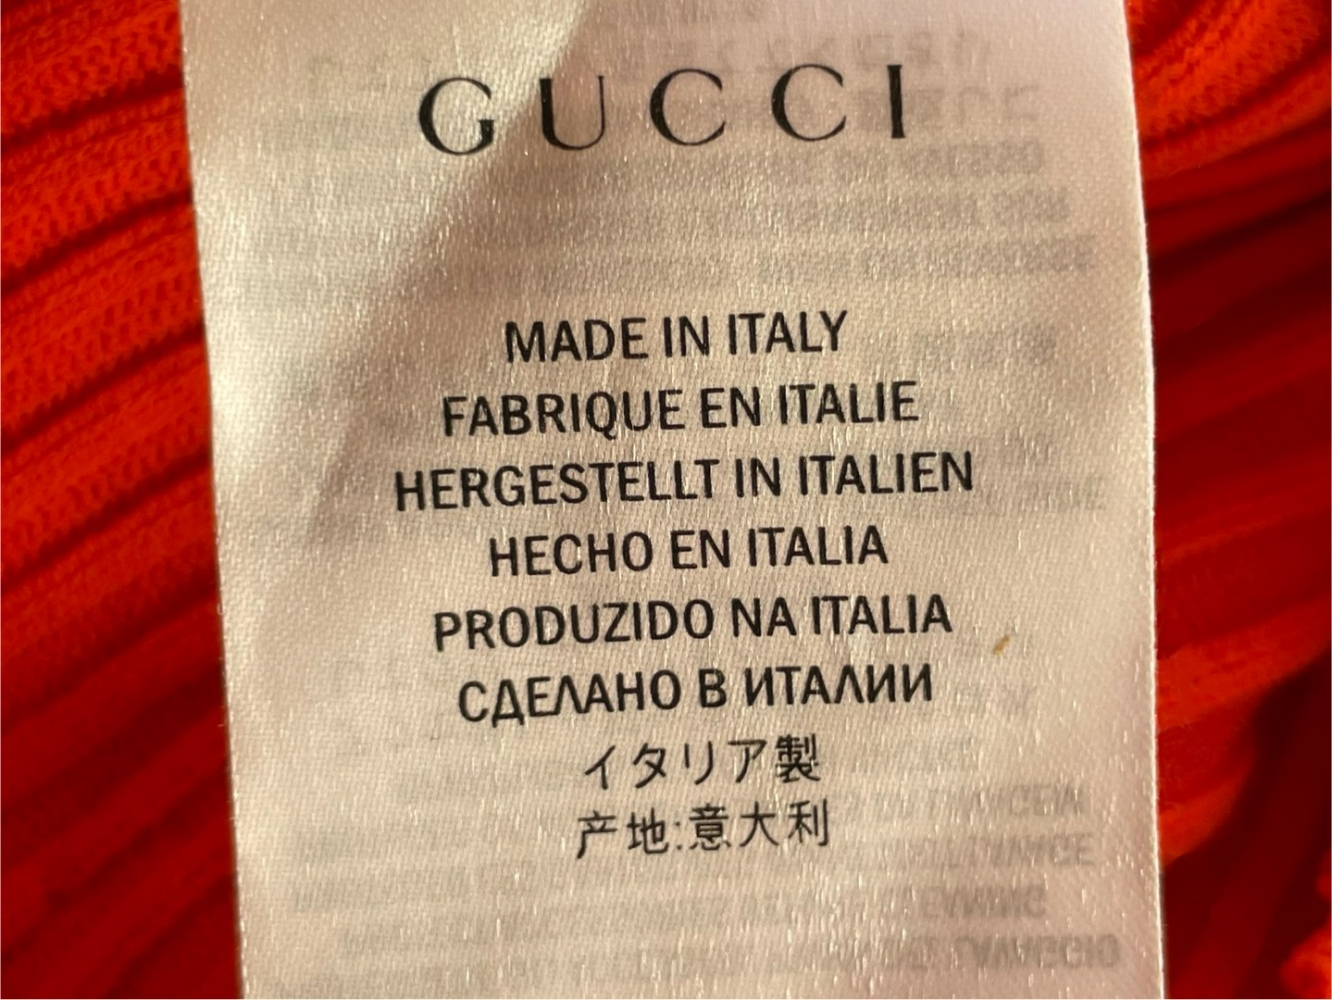 GUCCI
MADE IN ITALY
FABRIQUE EN ITALIE
HERGESTELLT IN ITALIEN
HECHO EN ITALIA
PRODUZIDO NA ITALIA
СДЕЛАНО В ИТАЛИИ
イタリア製
产地:意大利